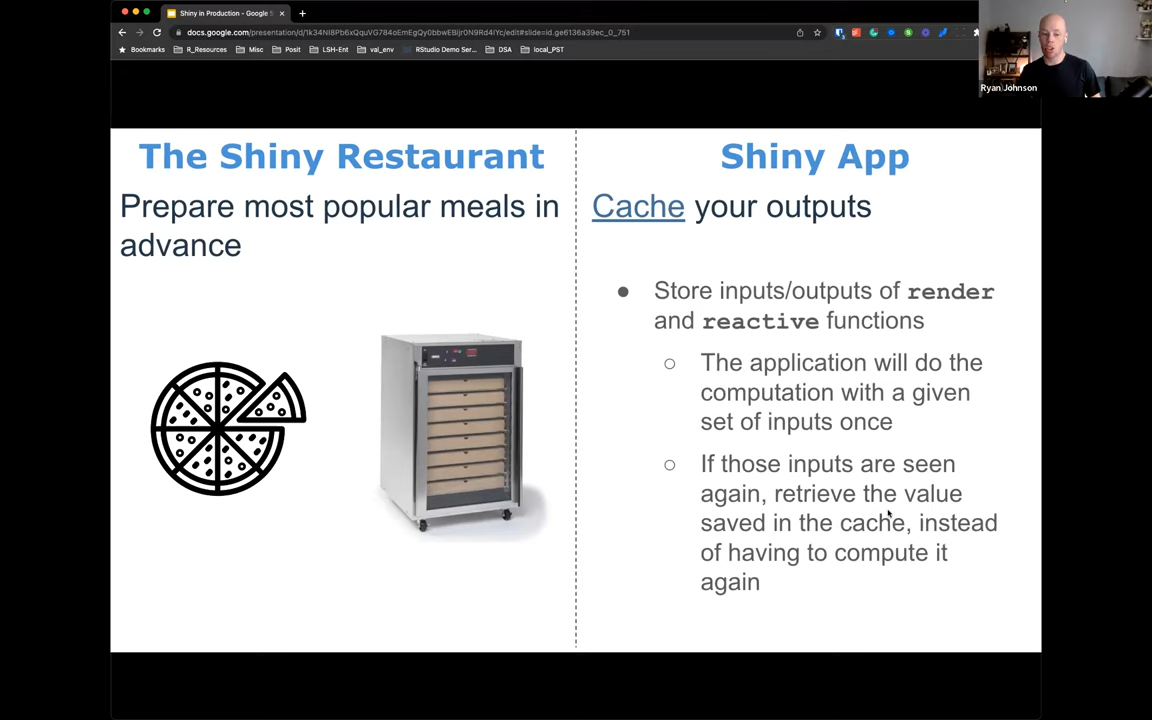 Shiny in Production - Google S
docs.google.com/presentation/d/1k34NI8Pb6xQquVG784oEmEgQy0bbwEBijr0N9Rd4lYc/edit#slide=id.ge6136a39ec_0_751
Bookmarks
R_Resources
Misc
Posit
LSH-Ent
val_env
RStudio Demo Ser...
DSA
local_PST
Ryan Johnson
The Shiny Restaurant
Prepare most popular meals in
advance
Shiny App
Cache your outputs
● Store inputs/outputs of render
and reactive functions
○ The application will do the
computation with a given
set of inputs once
○ If those inputs are seen
again, retrieve the value
saved in the cache, instead
of having to compute it
again